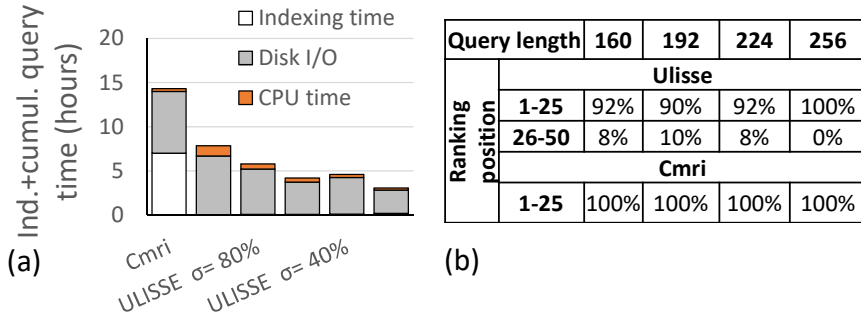 Ind.+cumul. query
time (hours)
20
15
10
5
0
Indexing time
Disk I/O
CPU time
Cmri
ULISSE σ= 80%
ULISSE σ= 40%
(a)
Query length 160 192 224 256
Ranking
position
Ulisse
1-25 92% 90% 92% 100%
26-50 8% 10% 8% 0%
Cmri
1-25 100% 100% 100% 100%
(b)